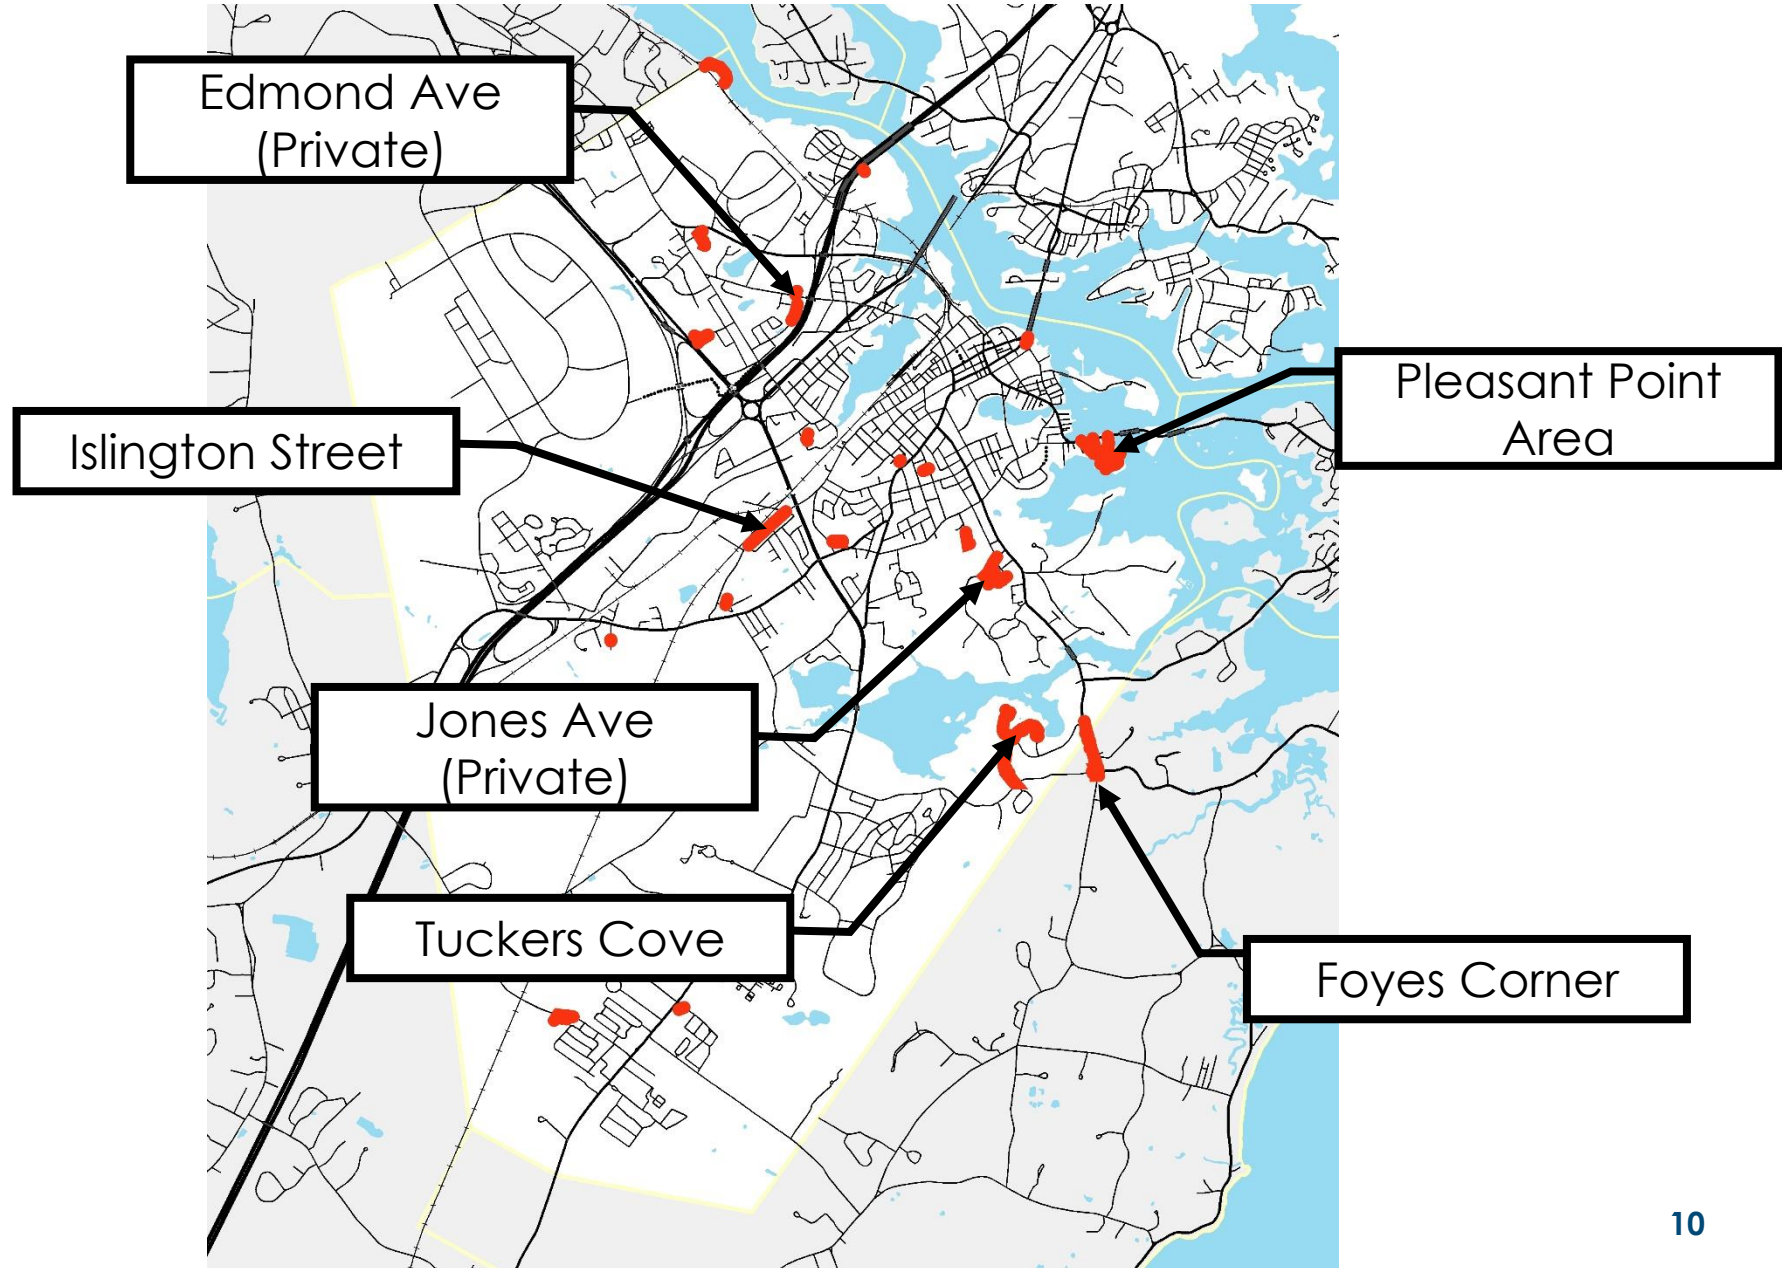 Edmond Ave
(Private)
Pleasant Point
Area
Islington Street
Jones Ave
(Private)
Tuckers Cove
Foyes Corner
10